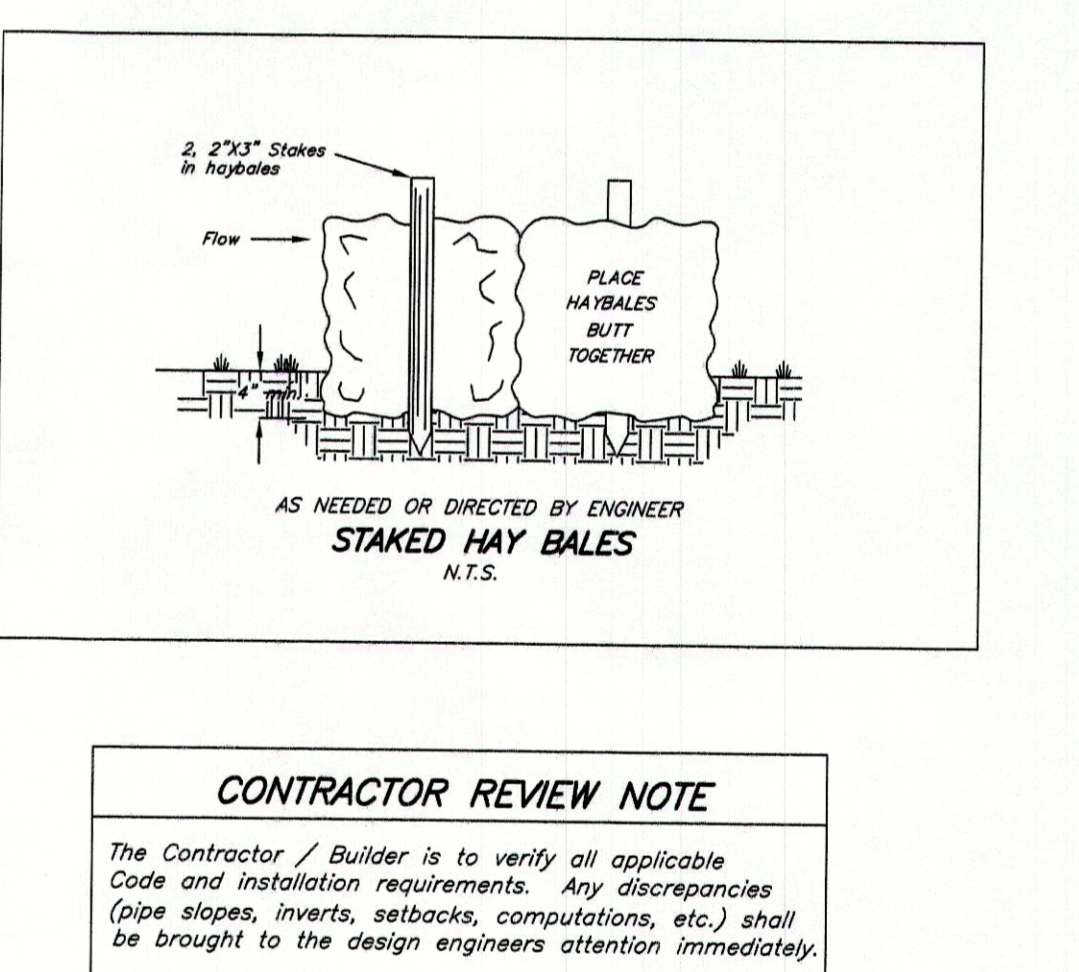 2, 2"X3" Stakes
in haybales
Flow
PLACE
HAYBALES
BUTT
TOGETHER
4" min.
AS NEEDED OR DIRECTED BY ENGINEER
STAKED HAY BALES
N.T.S.
CONTRACTOR REVIEW NOTE
The Contractor / Builder is to verify all applicable
Code and installation requirements. Any discrepancies
(pipe slopes, inverts, setbacks, computations, etc.) shall
be brought to the design engineers attention immediately.